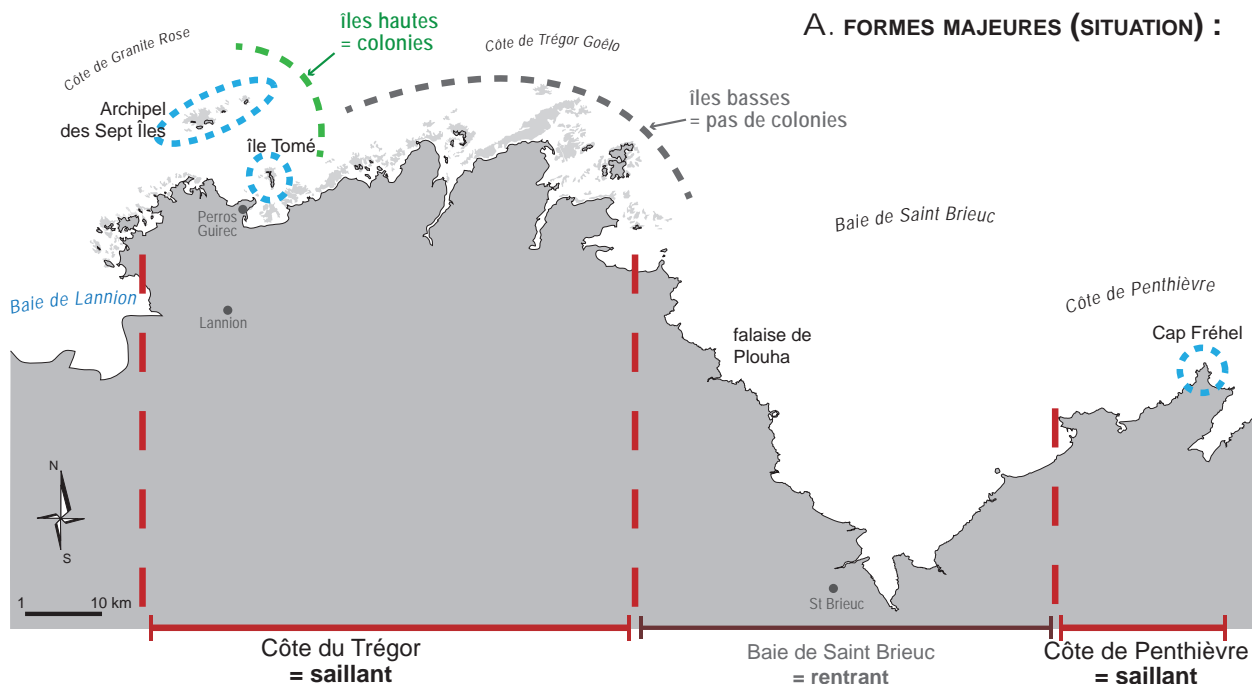 A. FORMES MAJEURES (SITUATION) :
îles hautes
= colonies
Côte de Granite Rose
Côte de Trégor Goêlo
Archipel
des Sept Îles
île Tomé
îles basses
= pas de colonies
Perros
Guirec
Baie de Saint Brieuc
Baie de Lannion
Lannion
Côte de Penthièvre
falaise de
Plouha
Cap Fréhel
N
S
1 10 km
St Brieuc
Côte du Trégor
= saillant
Baie de Saint Brieuc
= rentrant
Côte de Penthièvre
= saillant